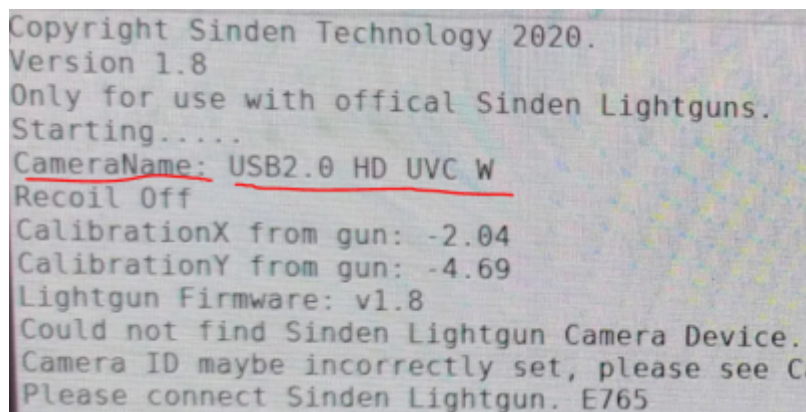 Copyright Sinden Technology 2020.
Version 1.8
Only for use with offical Sinden Lightguns.
Starting.....
CameraName: USB2.0 HD UVC W
Recoil Off
CalibrationX from gun: -2.04
CalibrationY from gun: -4.69
Lightgun Firmware: v1.8
Could not find Sinden Lightgun Camera Device.
Camera ID maybe incorrectly set, please see
Please connect Sinden Lightgun. E765